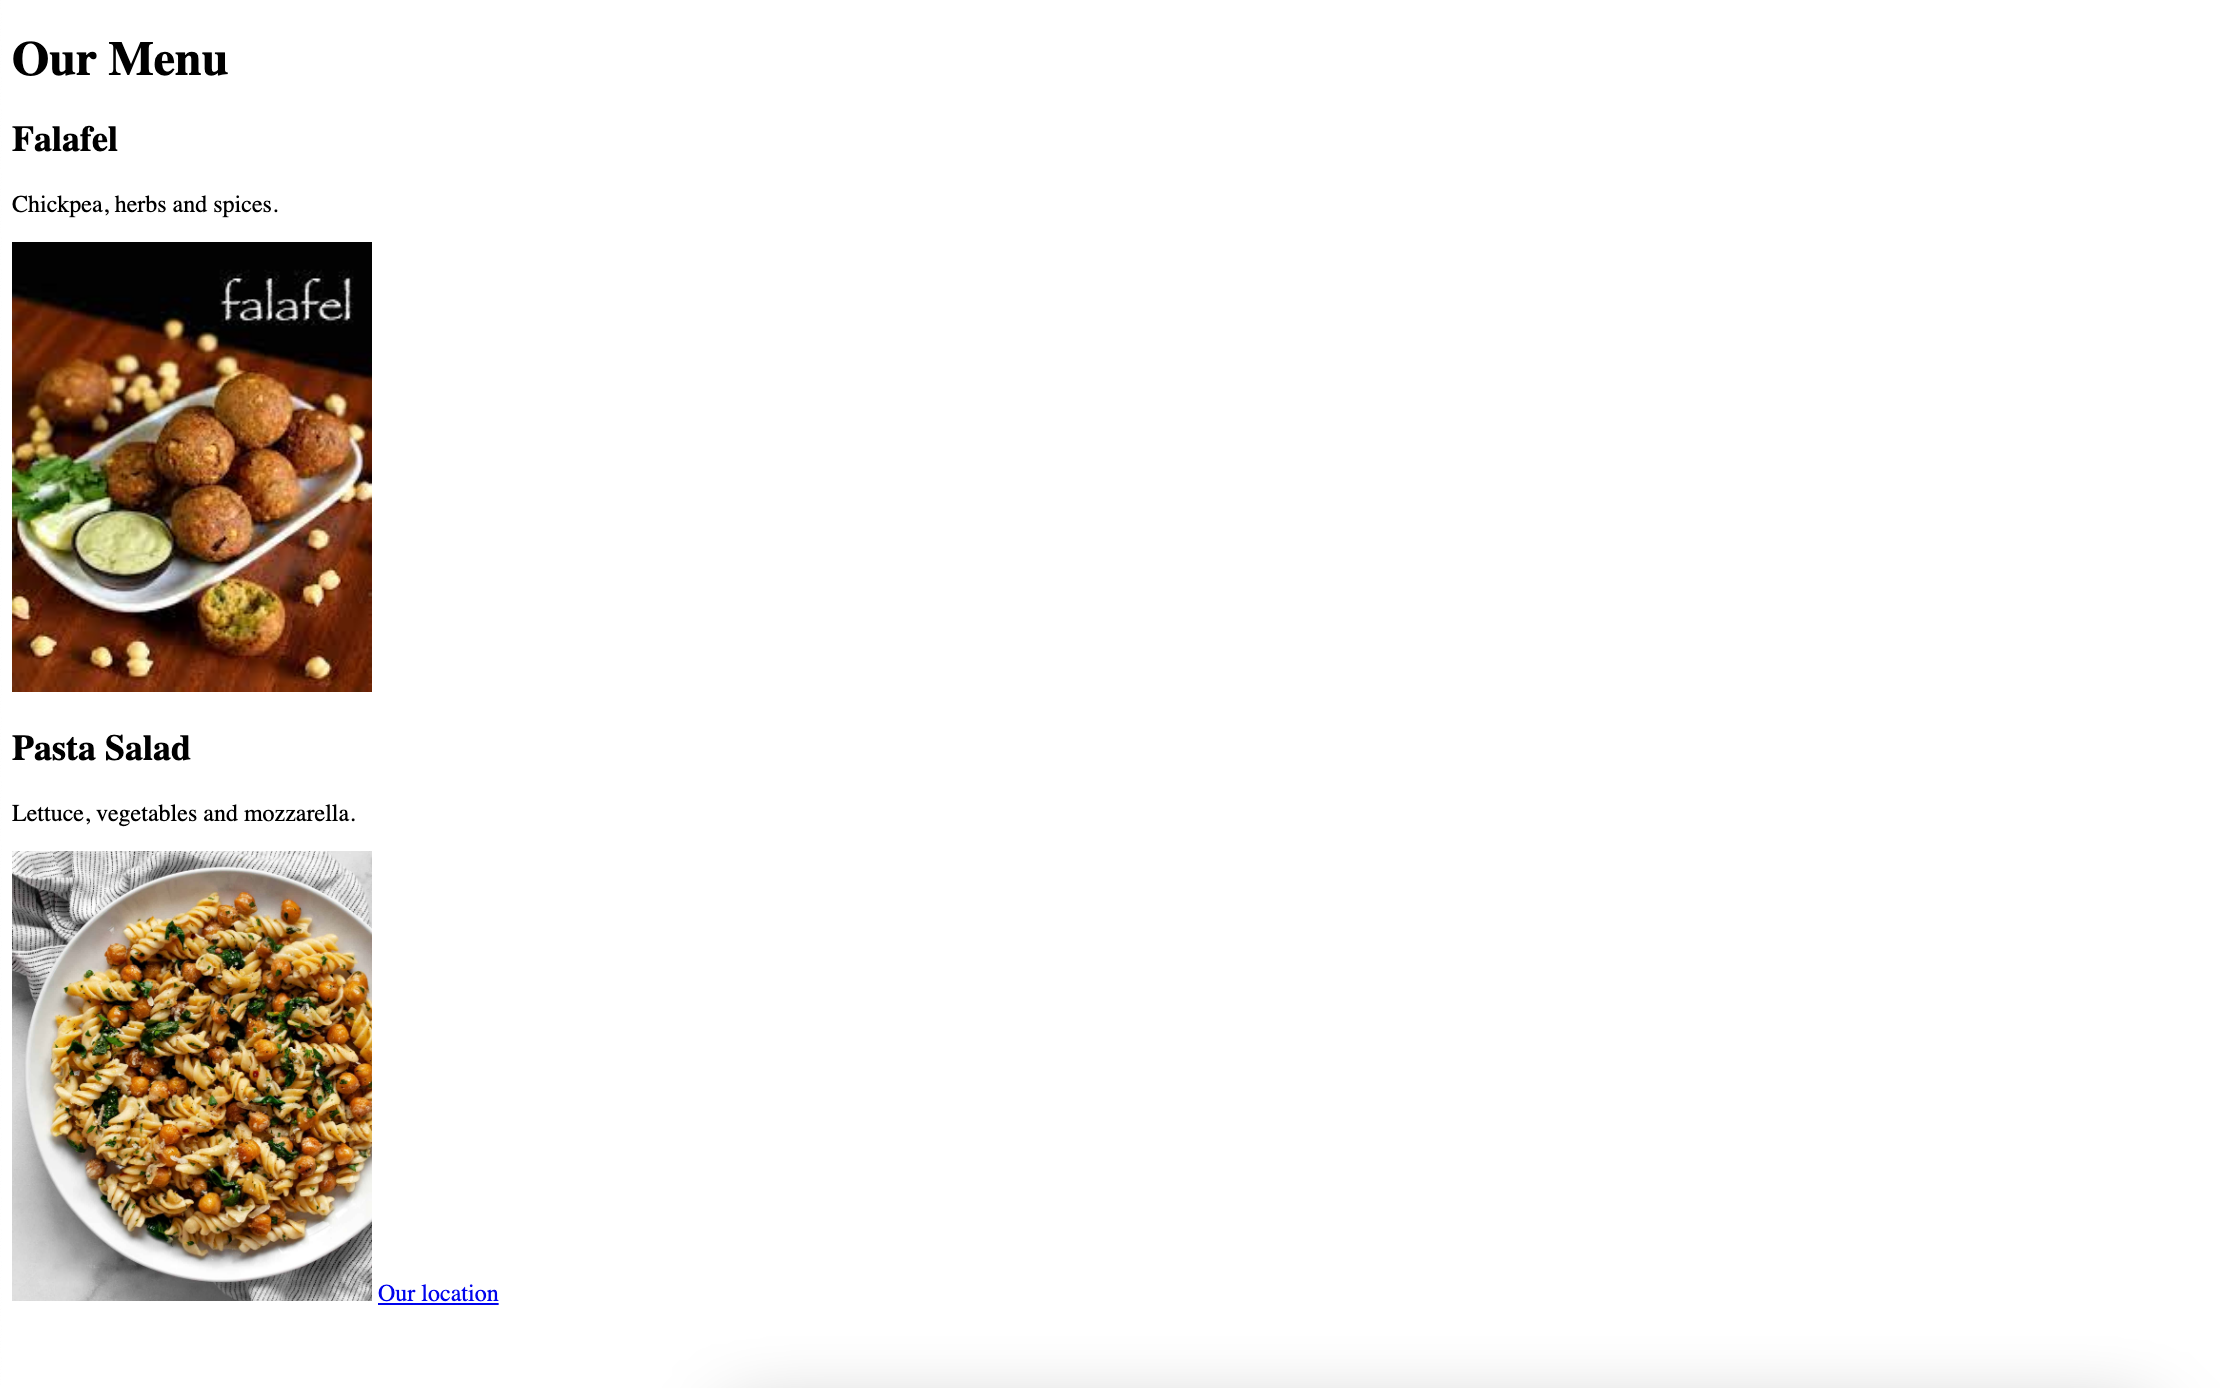 Our Menu
Falafel
Chickpea, herbs and spices.
falafel
Pasta Salad
Lettuce, vegetables and mozzarella.
Our location